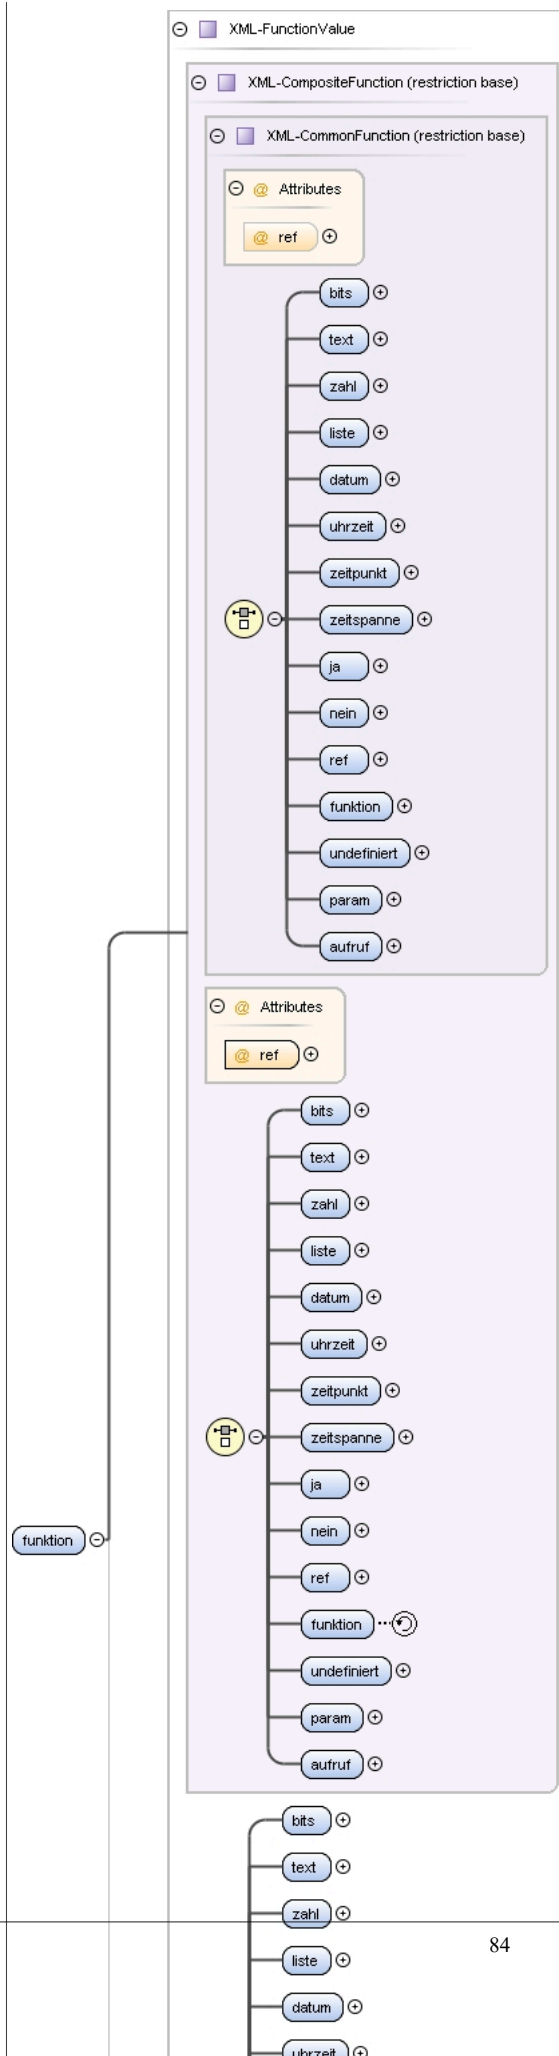 XML-FunctionValue
XML-CompositeFunction (restriction base)
XML-CommonFunction (restriction base)
@ Attributes
@ ref
bits
text
zahl
liste
datum
uhrzeit
zeitpunkt
zeitspanne
ja
nein
ref
funktion
undefiniert
param
aufruf
@ Attributes
@ ref
bits
text
zahl
liste
datum
uhrzeit
zeitpunkt
zeitspanne
ja
nein
funktion
ref
funktion
undefiniert
param
aufruf
bits
text
zahl
84
liste
datum
uhrzeit